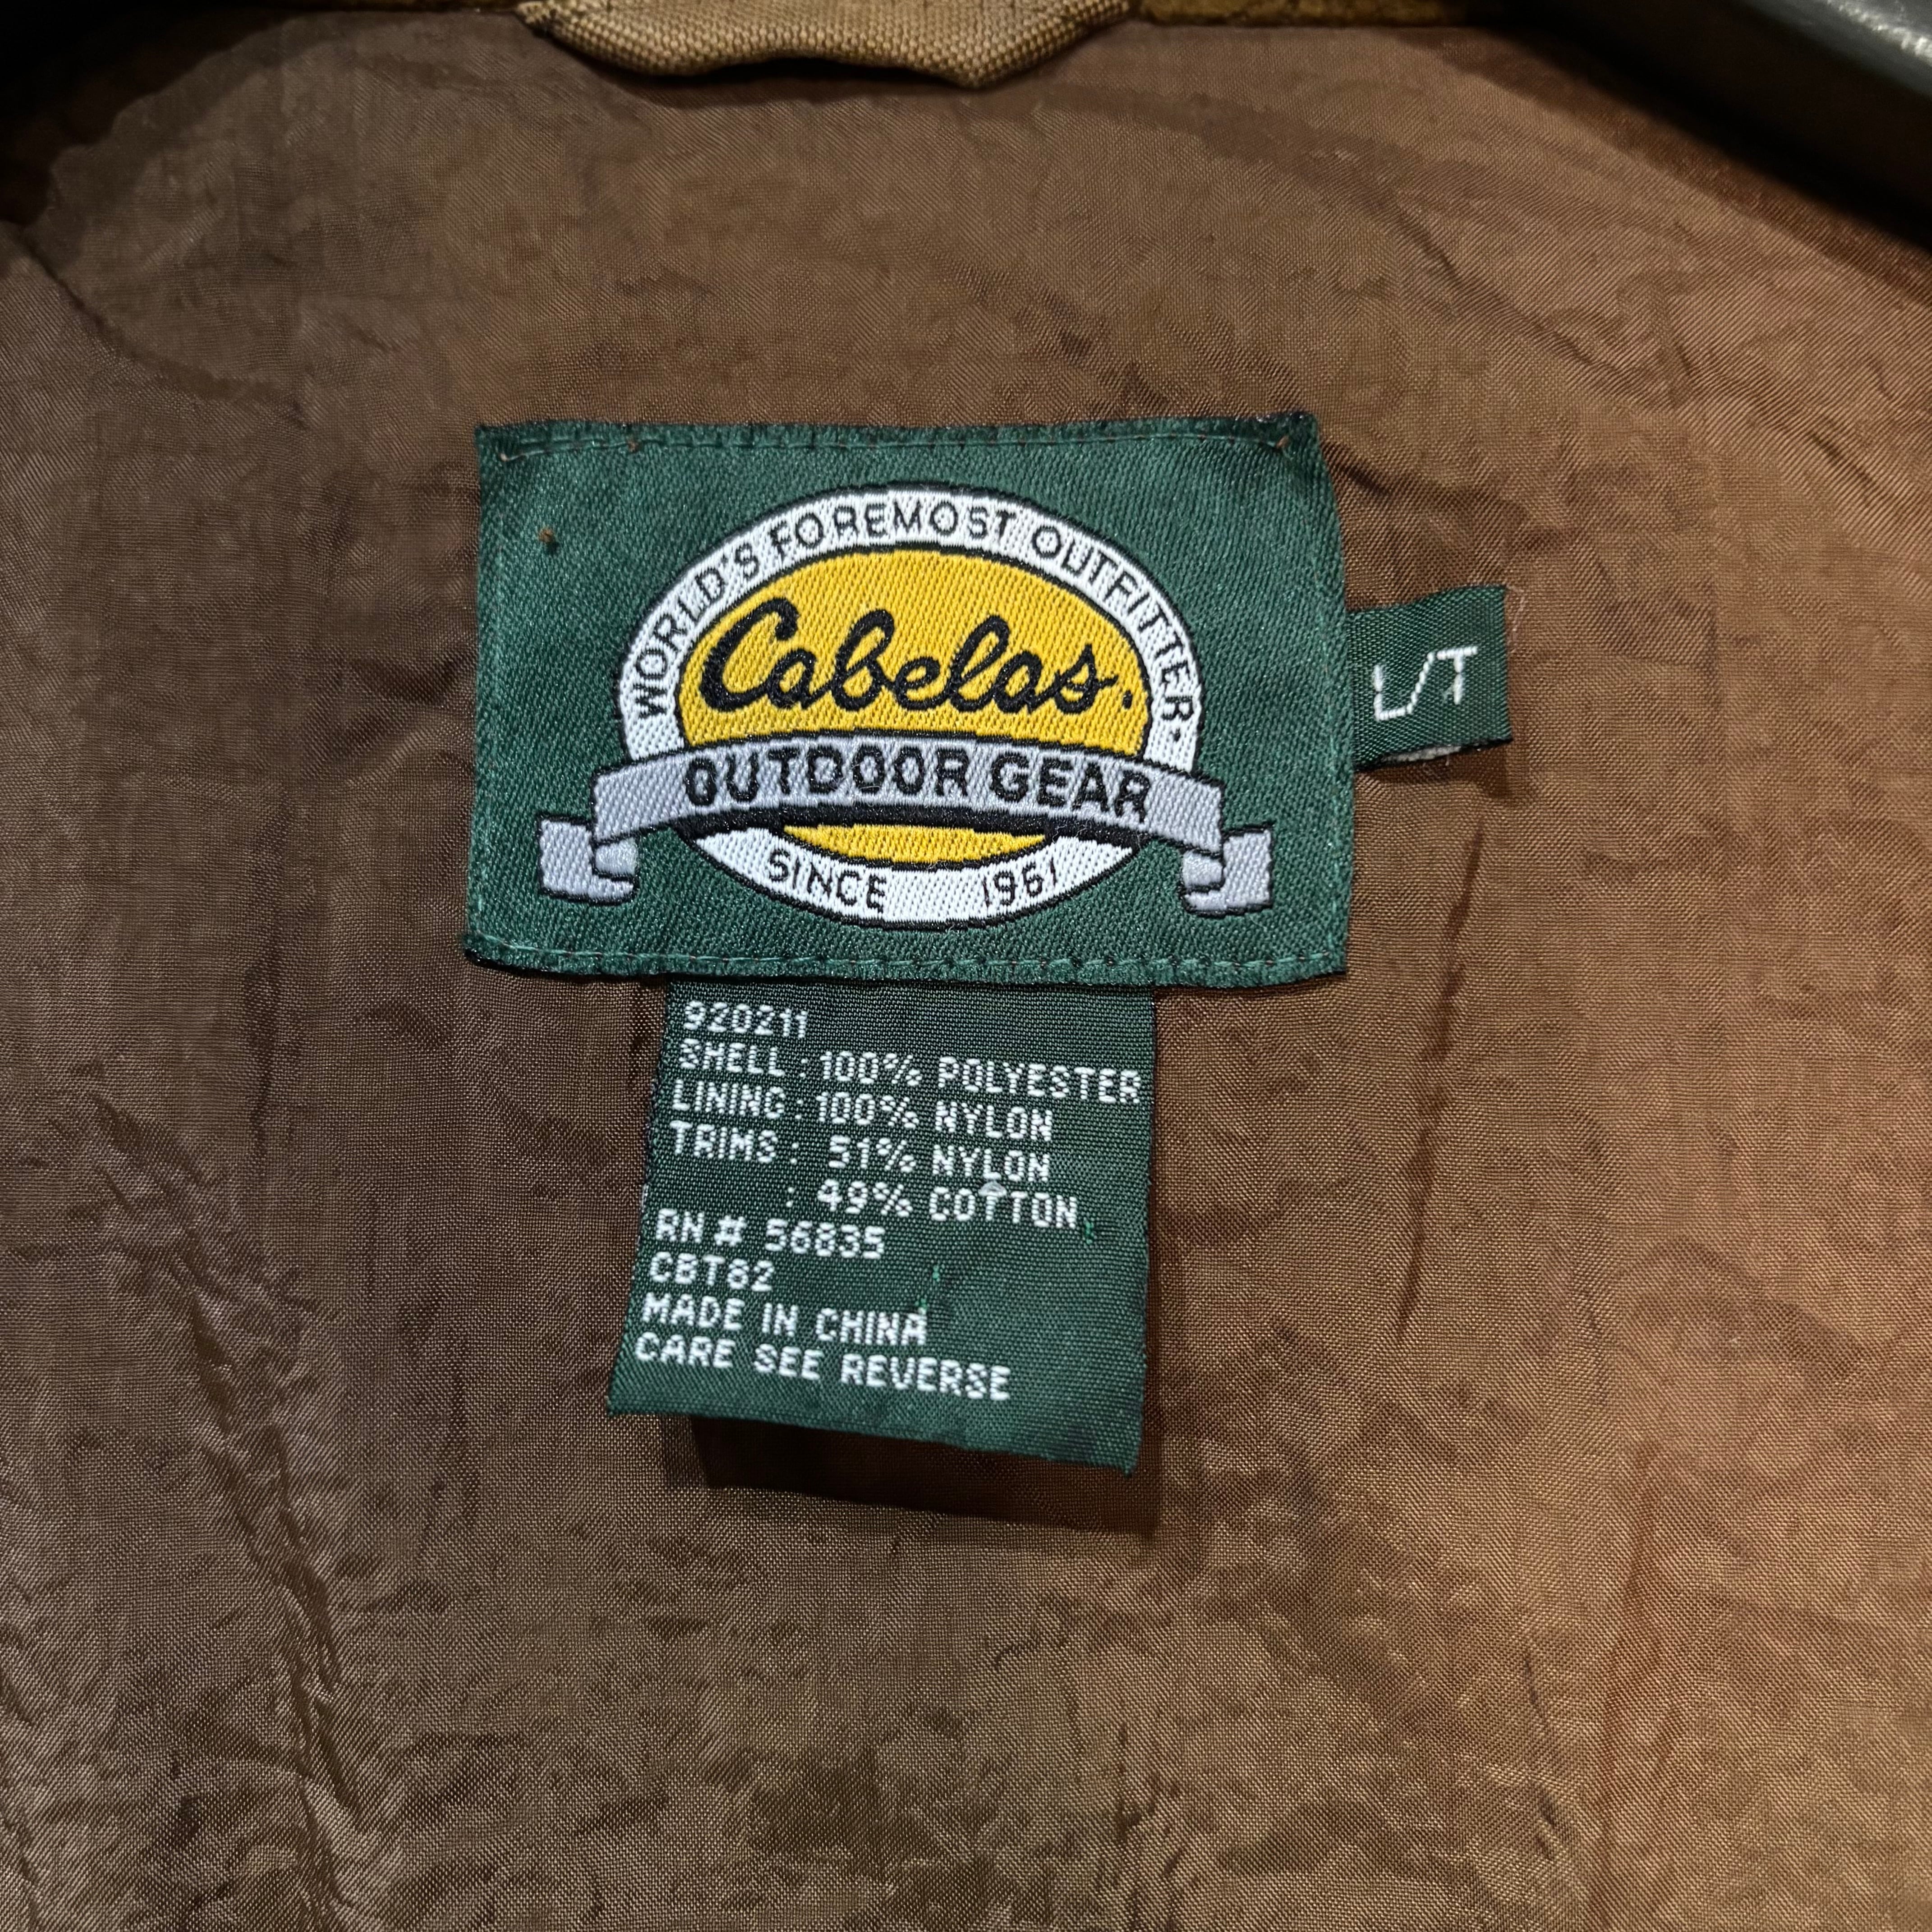 WORLD'S FOREMOST OUTFITTER.
Cabelas.
OUTDOOR GEAR
SINCE 1961
L/T
920211
SHELL : 100% POLYESTER
LINING : 100% NYLON
TRIMS : 51% NYLON
: 49% COTTON
RN # 56835
CBT62
MADE IN CHINA
CARE SEE REVERSE